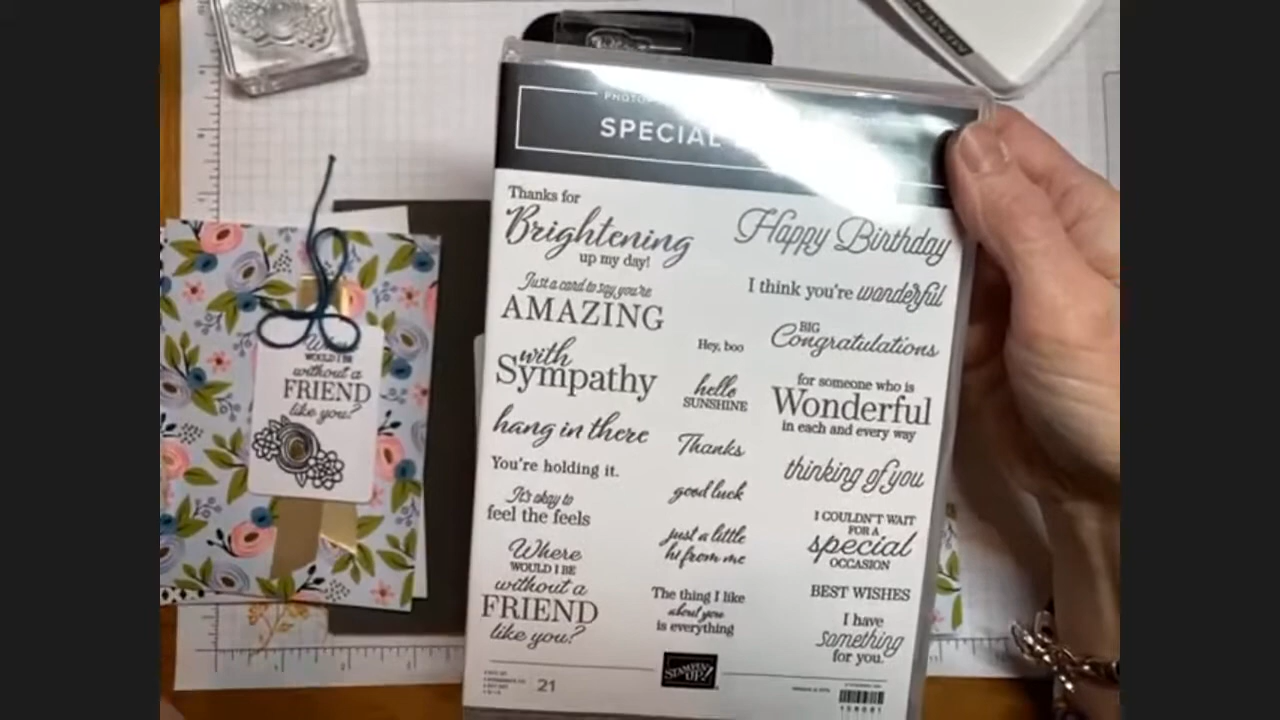 SPECIAL
Thanks for
Brightening
up my day!
Just a card to say you're
AMAZING
with
Sympathy
hang in there
You're holding it.
It's okay to
feel the feels
Where
WOULD I BE
without a
FRIEND
like you?
Hey, boo
hello
SUNSHINE
Thanks
good luck
just a little
hi from me
The thing I like
about you
is everything
Happy Birthday
I think you're wonderful
BIG
Congratulations
for someone who is
Wonderful
in each and every way
thinking of you
I COULDN'T WAIT
FOR A
special
OCCASION
BEST WISHES
I have
something
for you.
21
STAMPIN'
UP!
Where
WOULD I BE
without a
FRIEND
like you?